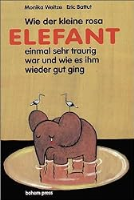 Monika Weitze Eric Battut
Wie der kleine rosa
ELEFANT
einmal sehr traurig
war und wie es ihm
wieder gut ging
bohem press